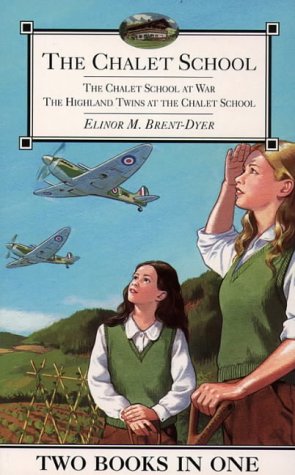 THE CHALET SCHOOL
THE CHALET SCHOOL AT WAR
THE HIGHLAND TWINS AT THE CHALET SCHOOL
ELINOR M. BRENT-DYER
TWO BOOKS IN ONE